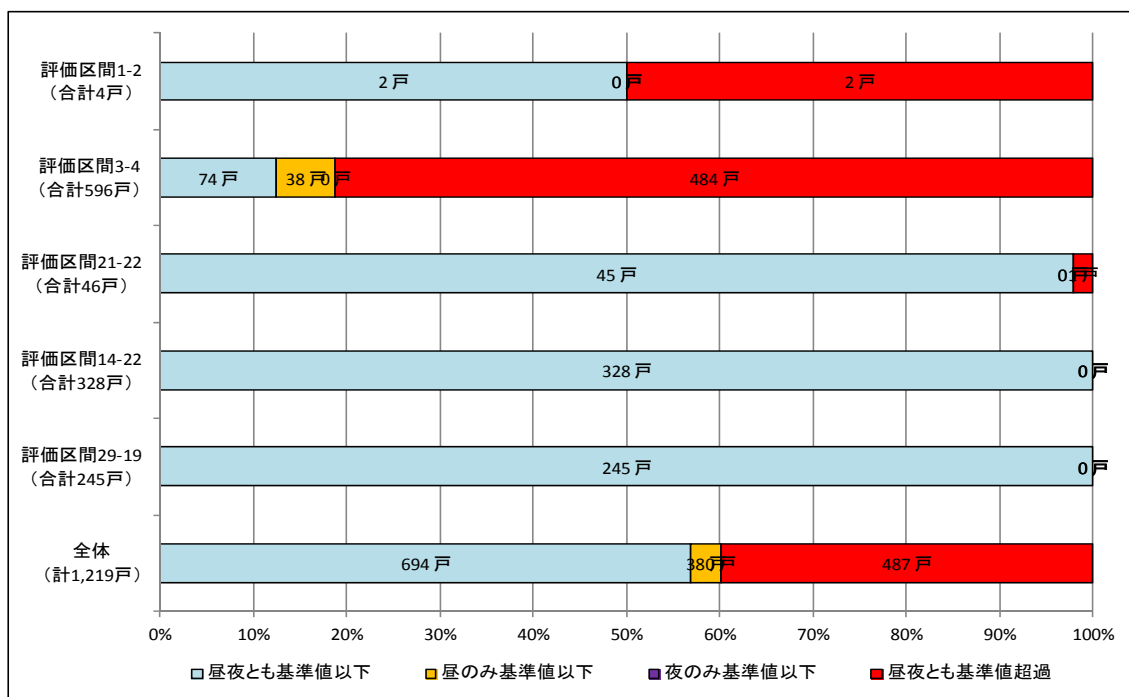 評価区間1-2
（合計4戸）
2 戸
0 戸
2 戸
評価区間3-4
（合計596戸）
74 戸
38 戸
0 戸
484 戸
評価区間21-22
（合計46戸）
45 戸
0 戸
1 戸
評価区間14-22
（合計328戸）
328 戸
0 戸
評価区間29-19
（合計245戸）
245 戸
0 戸
全体
（計1,219戸）
694 戸
38 戸
0 戸
487 戸
0% 10% 20% 30% 40% 50% 60% 70% 80% 90% 100%
昼夜とも基準値以下 昼のみ基準値以下 夜のみ基準値以下 昼夜とも基準値超過